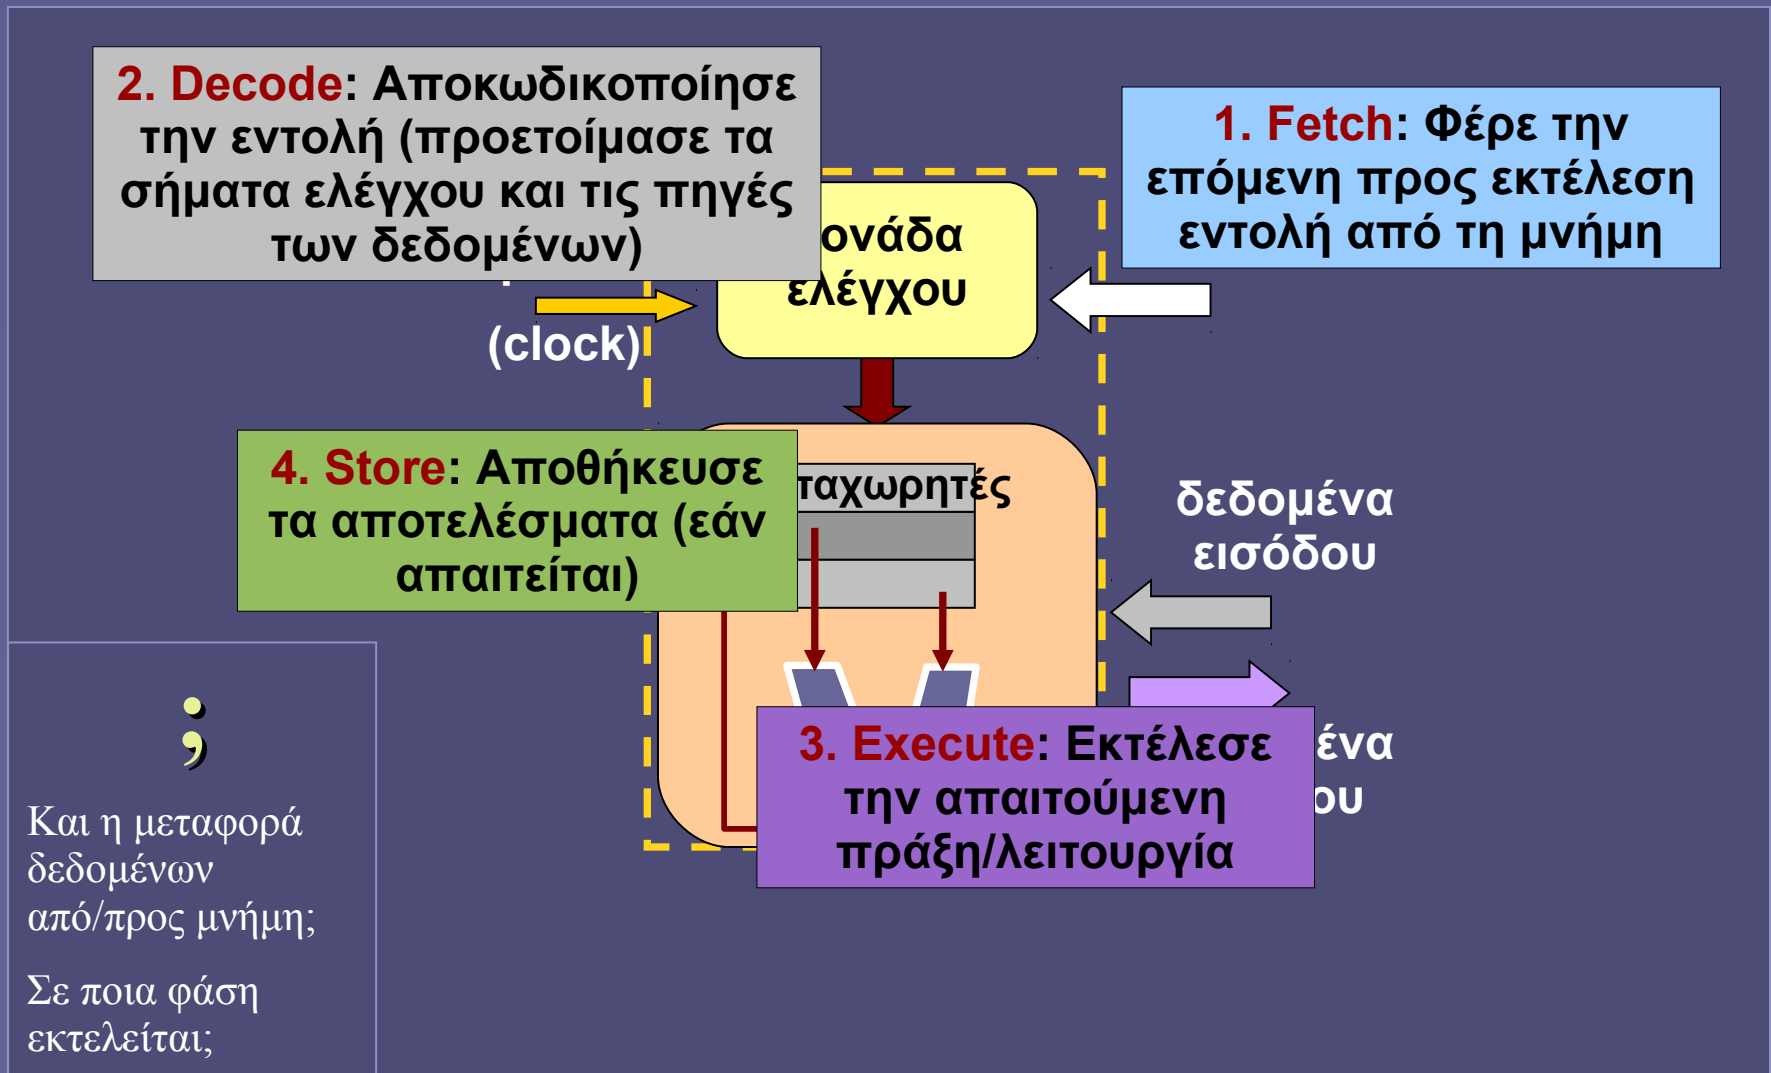 2. Decode: Αποκωδικοποίησε
την εντολή (προετοίμασε τα
σήματα ελέγχου και τις πηγές
των δεδομένων)
1. Fetch: Φέρε την
επόμενη προς εκτέλεση
εντολή από τη μνήμη
ονάδα
ελέγχου
(clock)
4. Store: Αποθήκευσε
τα αποτελέσματα (εάν
απαιτείται)
ταχωρητές
δεδομένα
εισόδου
3. Execute: Εκτέλεσε
την απαιτούμενη
πράξη/λειτουργία
ένα
ου
;
Και η μεταφορά
δεδομένων
από/προς μνήμη;
Σε ποια φάση
εκτελείται;